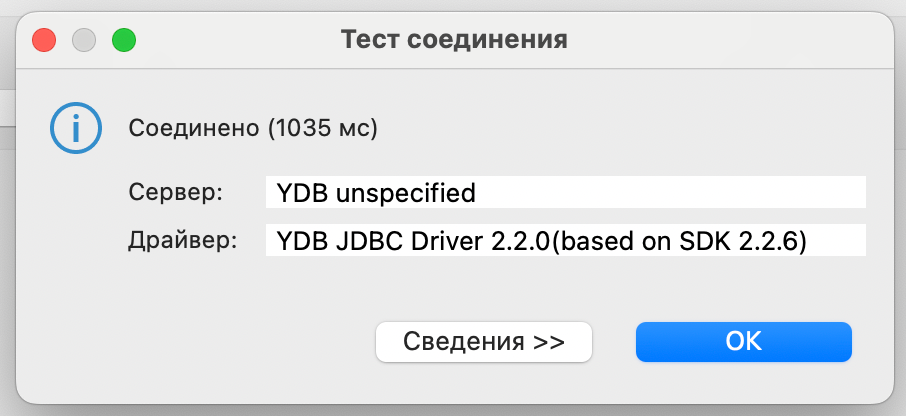 Тест соединения
Соединено (1035 мс)
Сервер: YDB unspecified
Драйвер: YDB JDBC Driver 2.2.0(based on SDK 2.2.6)
Сведения >> OK